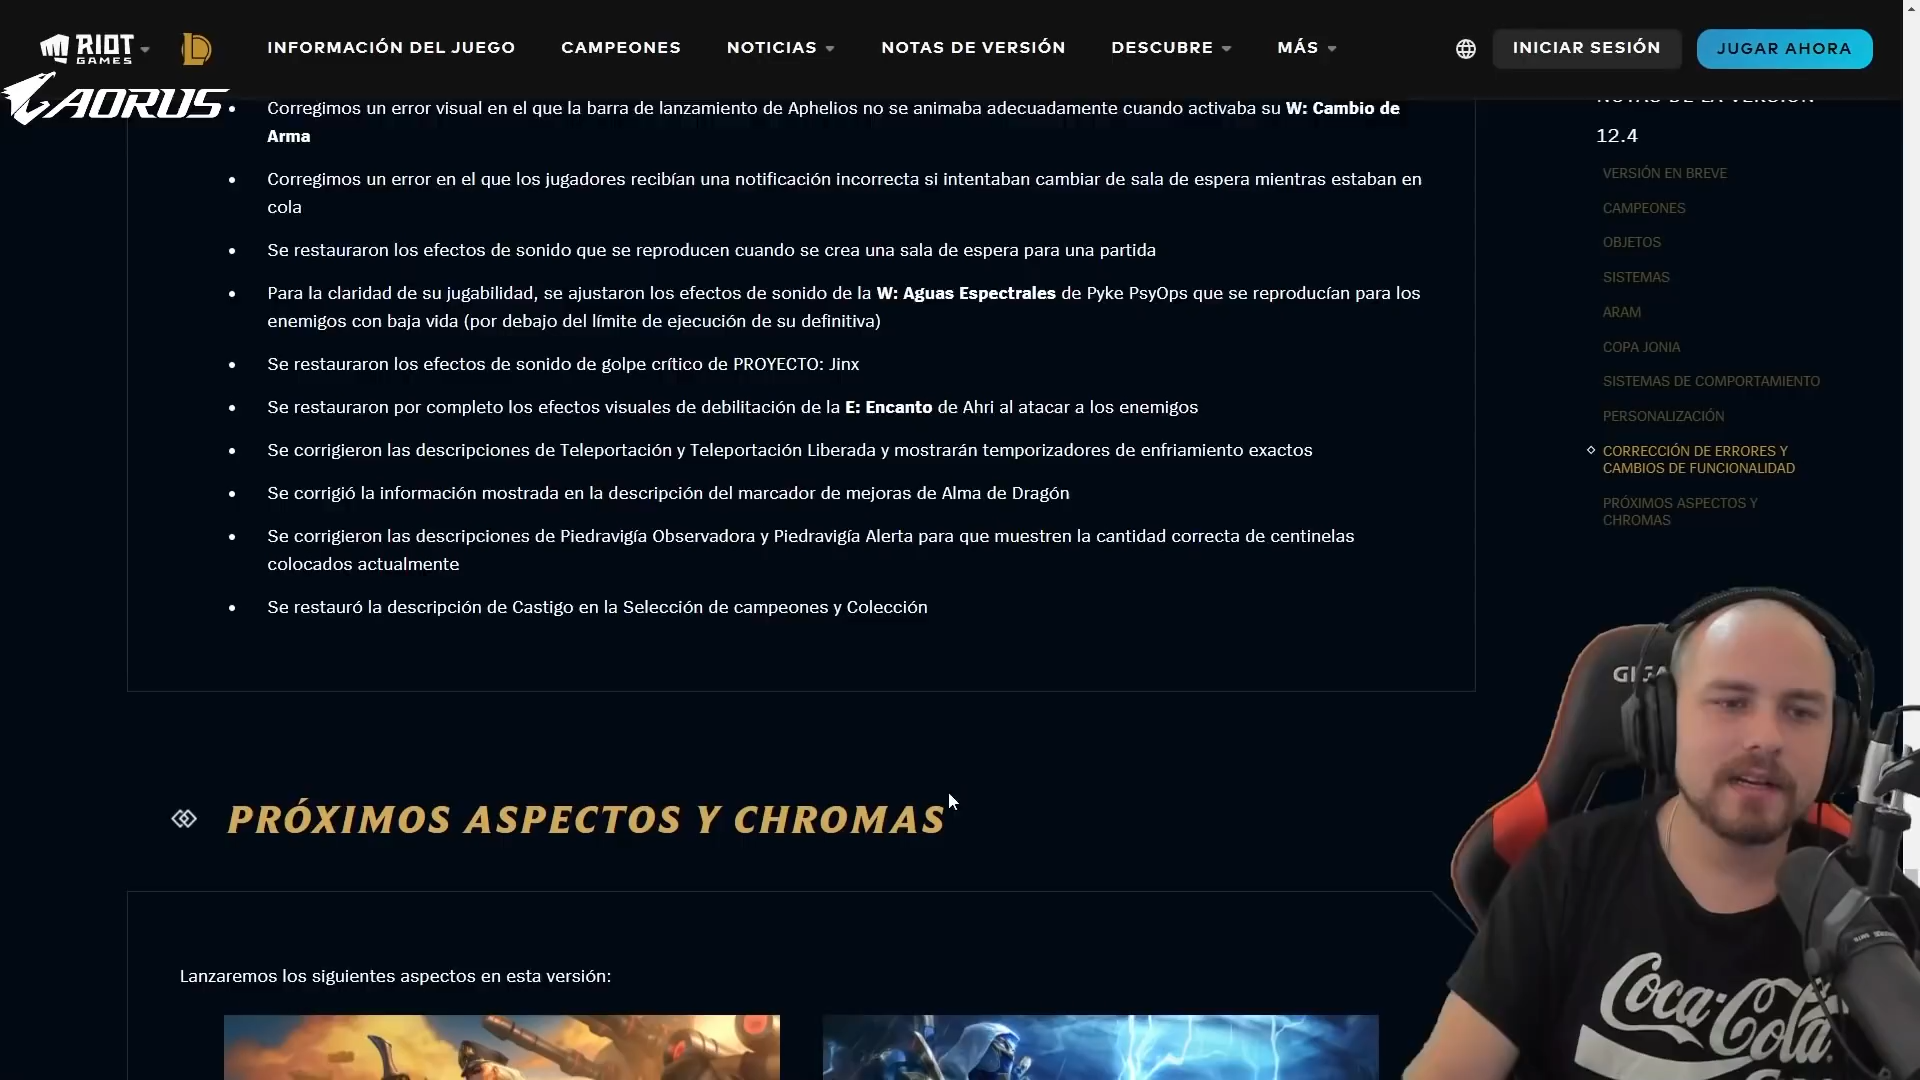 RIOT GAMES
INFORMACIÓN DEL JUEGO
CAMPEONES
NOTICIAS
NOTAS DE VERSIÓN
DESCUBRE
MÁS
INICIAR SESIÓN
JUGAR AHORA
AORUS
Corregimos un error visual en el que la barra de lanzamiento de Aphelios no se animaba adecuadamente cuando activaba su W: Cambio de
Arma
Corregimos un error en el que los jugadores recibían una notificación incorrecta si intentaban cambiar de sala de espera mientras estaban en
cola
Se restauraron los efectos de sonido que se reproducen cuando se crea una sala de espera para una partida
Para la claridad de su jugabilidad, se ajustaron los efectos de sonido de la W: Aguas Espectrales de Pyke PsyOps que se reproducían para los
enemigos con baja vida (por debajo del límite de ejecución de su definitiva)
Se restauraron los efectos de sonido de golpe crítico de PROYECTO: Jinx
Se restauraron por completo los efectos visuales de debilitación de la E: Encanto de Ahri al atacar a los enemigos
Se corrigieron las descripciones de Teleportación y Teleportación Liberada y mostrarán temporizadores de enfriamiento exactos
Se corrigió la información mostrada en la descripción del marcador de mejoras de Alma de Dragón
Se corrigieron las descripciones de Piedravigía Observadora y Piedravigía Alerta para que muestren la cantidad correcta de centinelas
colocados actualmente
Se restauró la descripción de Castigo en la Selección de campeones y Colección
PRÓXIMOS ASPECTOS Y CHROMAS
Lanzaremos los siguientes aspectos en esta versión:
NOTAS DE LA VERSIÓN
12.4
VERSIÓN EN BREVE
CAMPEONES
OBJETOS
SISTEMAS
ARAM
COPA JONIA
SISTEMAS DE COMPORTAMIENTO
PERSONALIZACIÓN
CORRECCIÓN DE ERRORES Y
CAMBIOS DE FUNCIONALIDAD
PRÓXIMOS ASPECTOS Y
CHROMAS
Coca-Cola